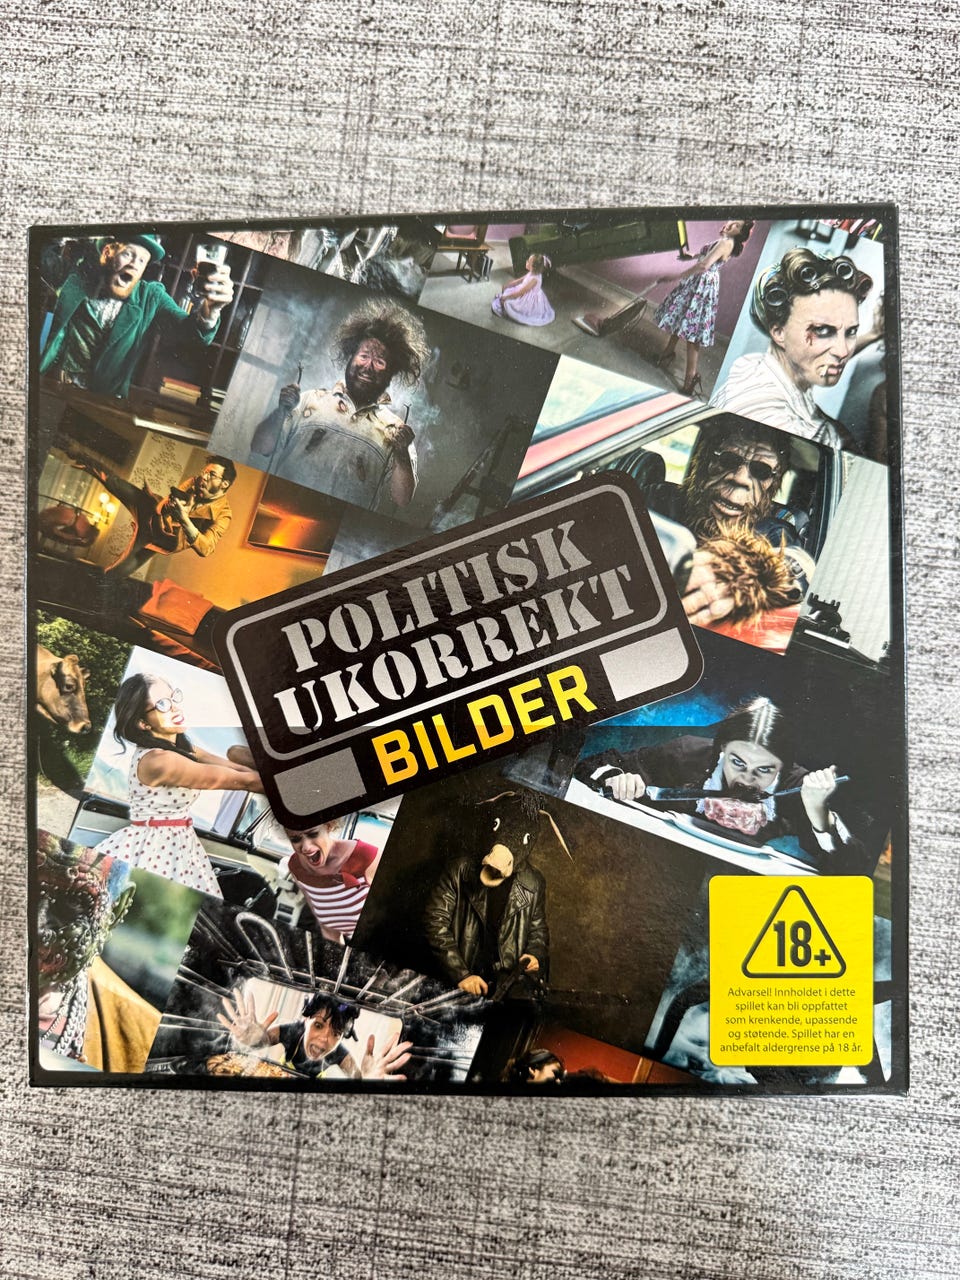 POLITISK
UKORREKT
BILDER
18+
Advarsel! Innholdet i dette
spillet kan bli oppfattet
som krenkende, upassende
og støtende. Spillet har en
anbefalt aldergrense på 18 år.